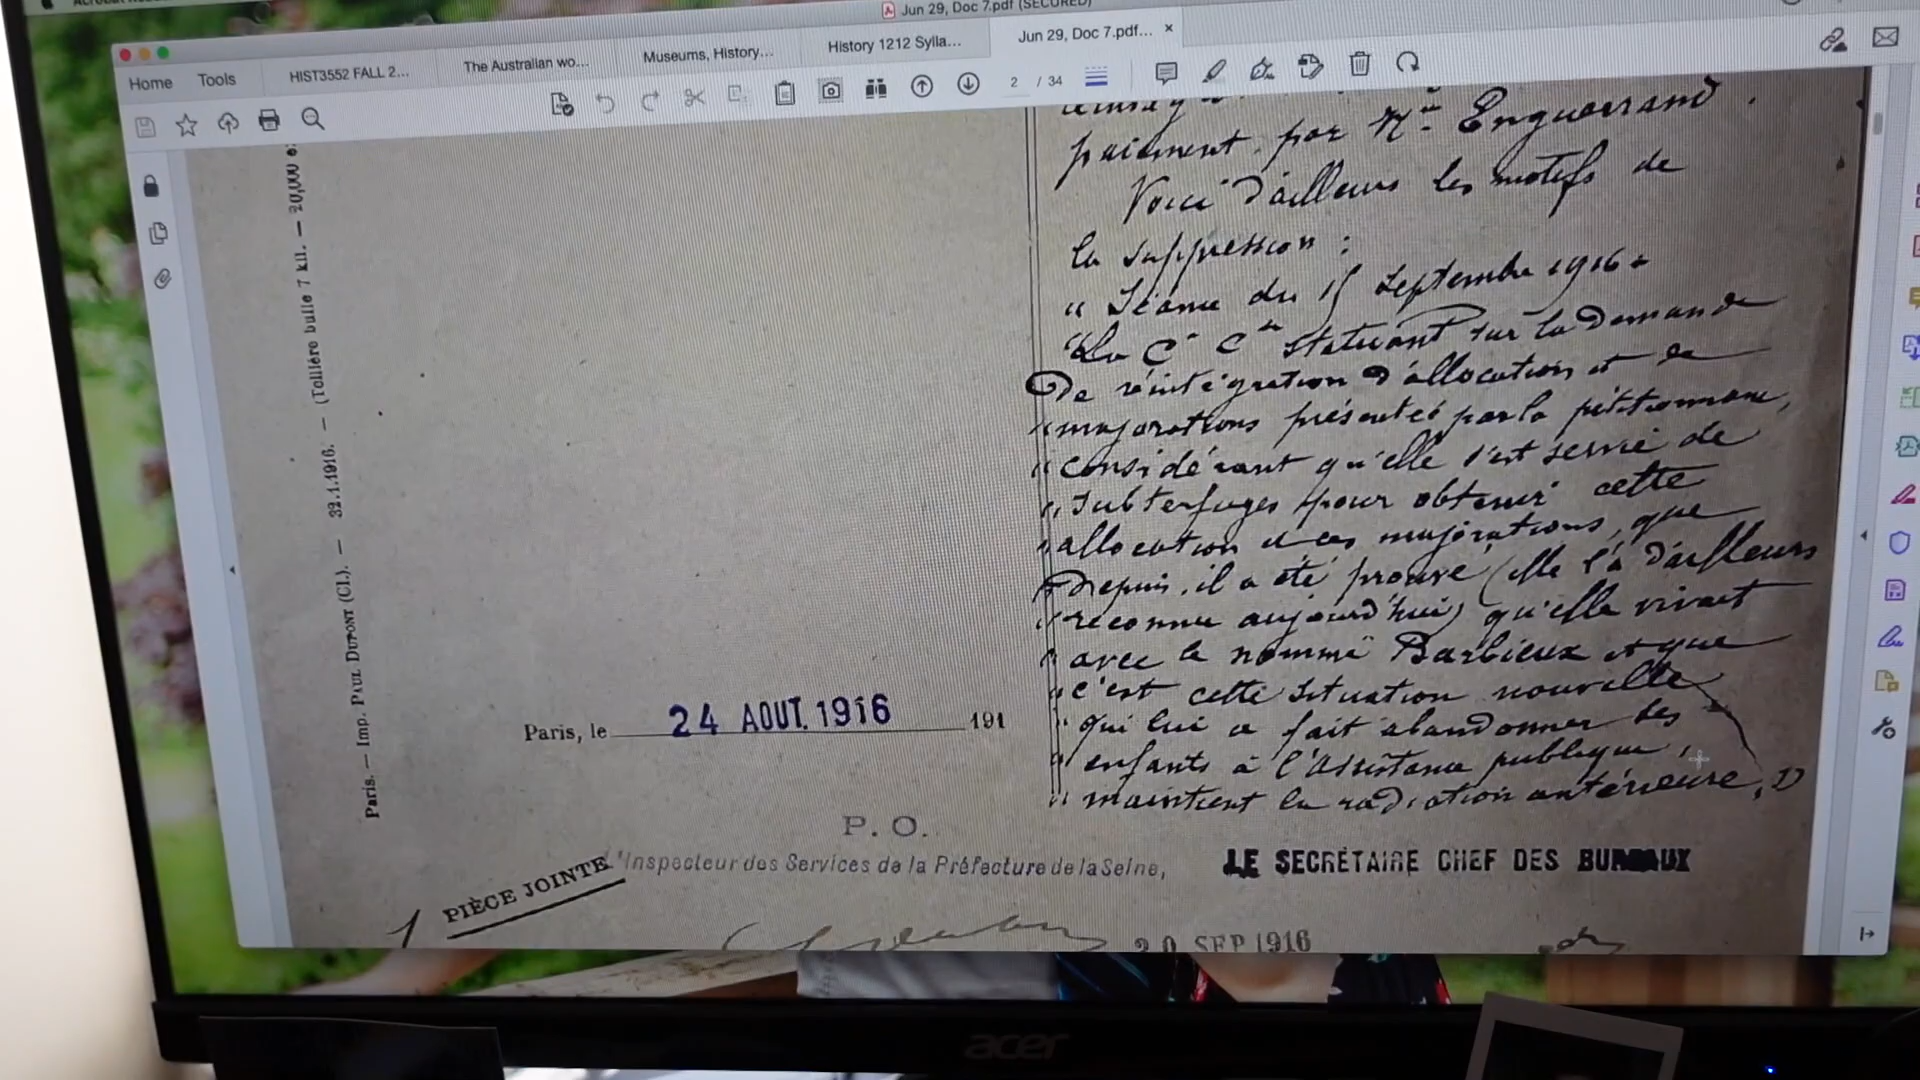 Jun 29, Doc 7.pdf (SECURED)
HIST3552 FALL 2...
The Australian wo...
Museums, History...
History 1212 Sylla...
Jun 29, Doc 7.pdf...
Home
Tools
2 / 34
Paris. — Imp. PAUL DUPONT (Cl.). — 32.1.1916. — (Tellière bulle 7 kil. — 20,000 e
paiement par Mme Enguerrand.
Voici d'ailleurs les motifs de
la suppression :
" Séance du 15 Septembre 1916.
" La Con Cle statuant sur la demande
De réintégration d'allocation et de
" majorations présentée par la pétitionnaire,
" considérant qu'elle s'est servie de
" subterfuges pour obtenir cette
" allocation et ces majorations, que
Depuis, il a été prouvé (elle l'a d'ailleurs
" reconnu aujourd'hui) qu'elle vivait
" avec le nommé Barbieux et que
" c'est cette situation nouvelle
" qui lui a fait abandonner ses
" enfants à l'Assistance publique,
" maintient la radiation antérieure. "
Paris, le 24 AOUT. 1916 191
P. O.
L'Inspecteur des Services de la Préfecture de la Seine,
PIÈCE JOINTE
LE SECRÉTAIRE CHEF DES BUREAUX
20 SEP 1916
acer